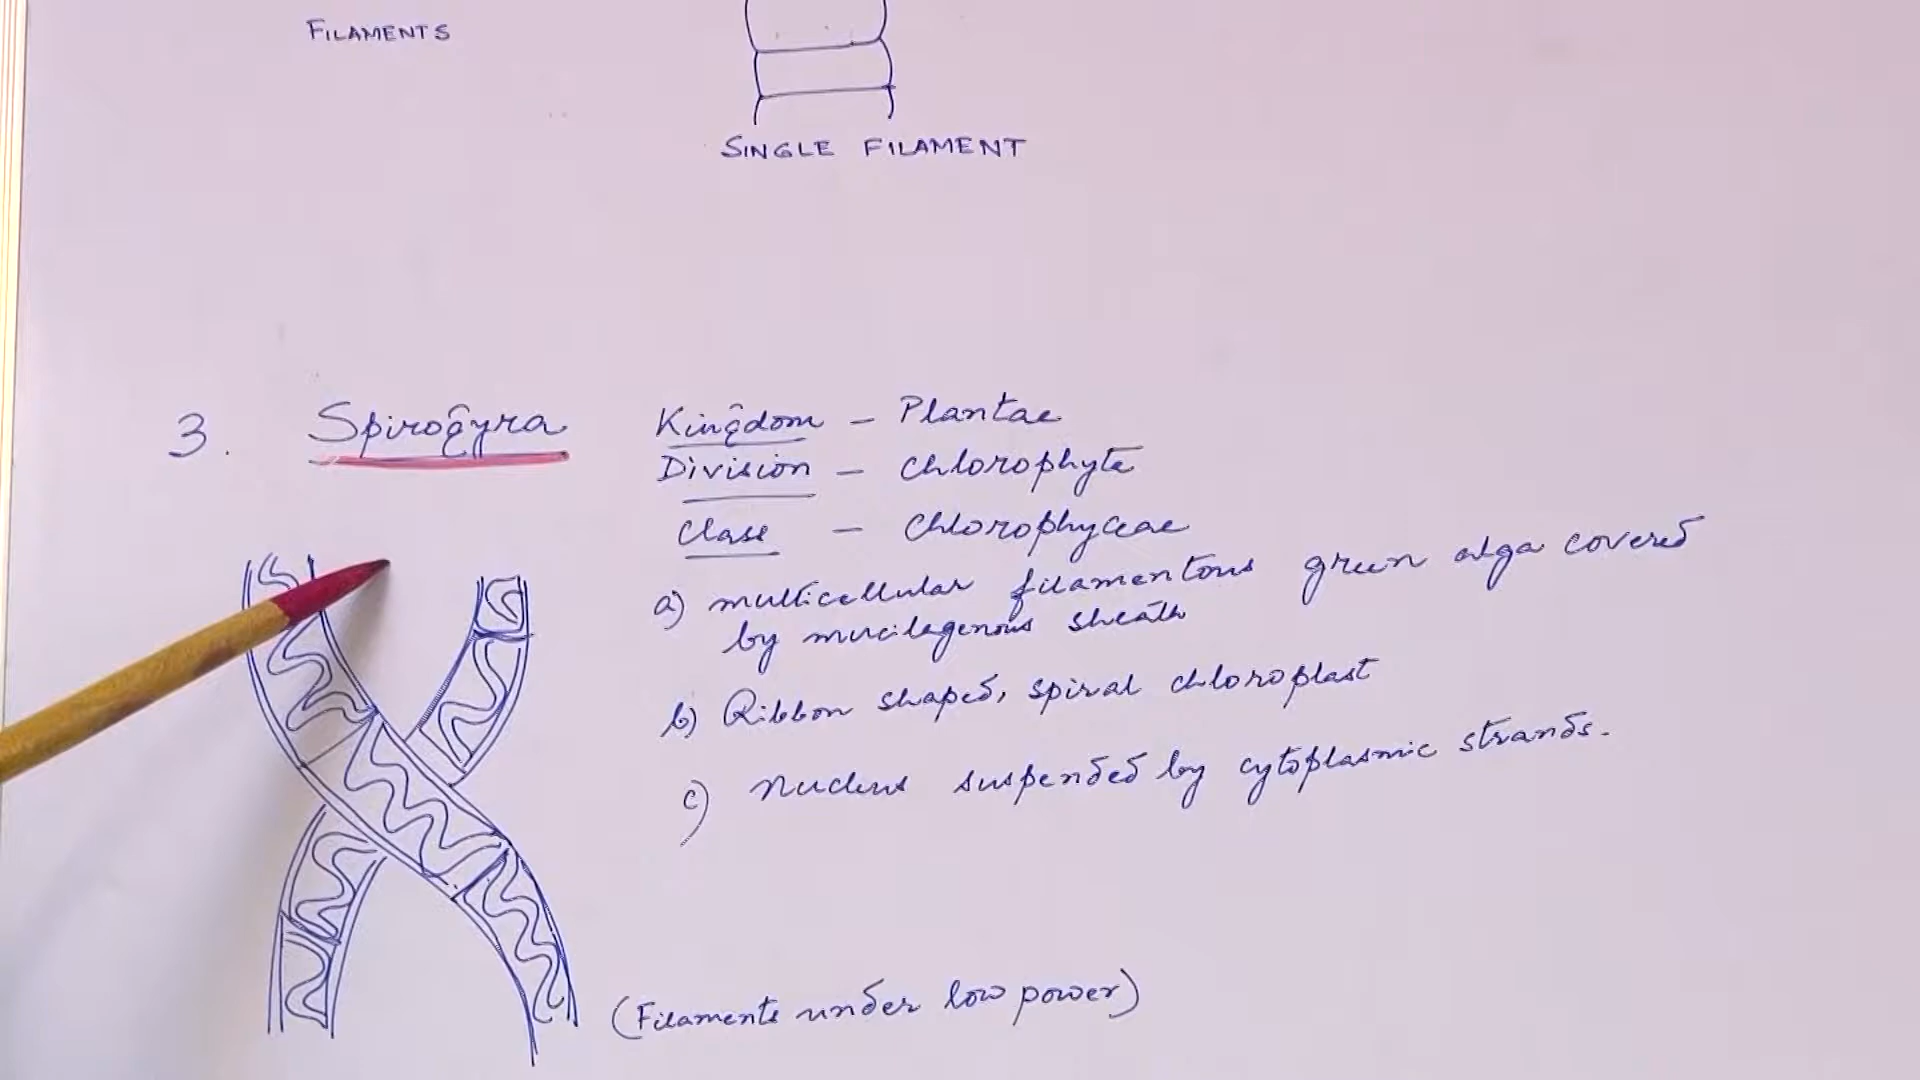 FILAMENTS
SINGLE FILAMENT
3. Spirogyra
Kingdom - Plantae
Division - Chlorophyte
Class - Chlorophyceae
a) multicellular filamentous green alga covered
by mucilagenous sheath
b) Ribbon shaped, spiral chloroplast
c) Nucleus suspended by cytoplasmic strands.
(Filaments under low power)